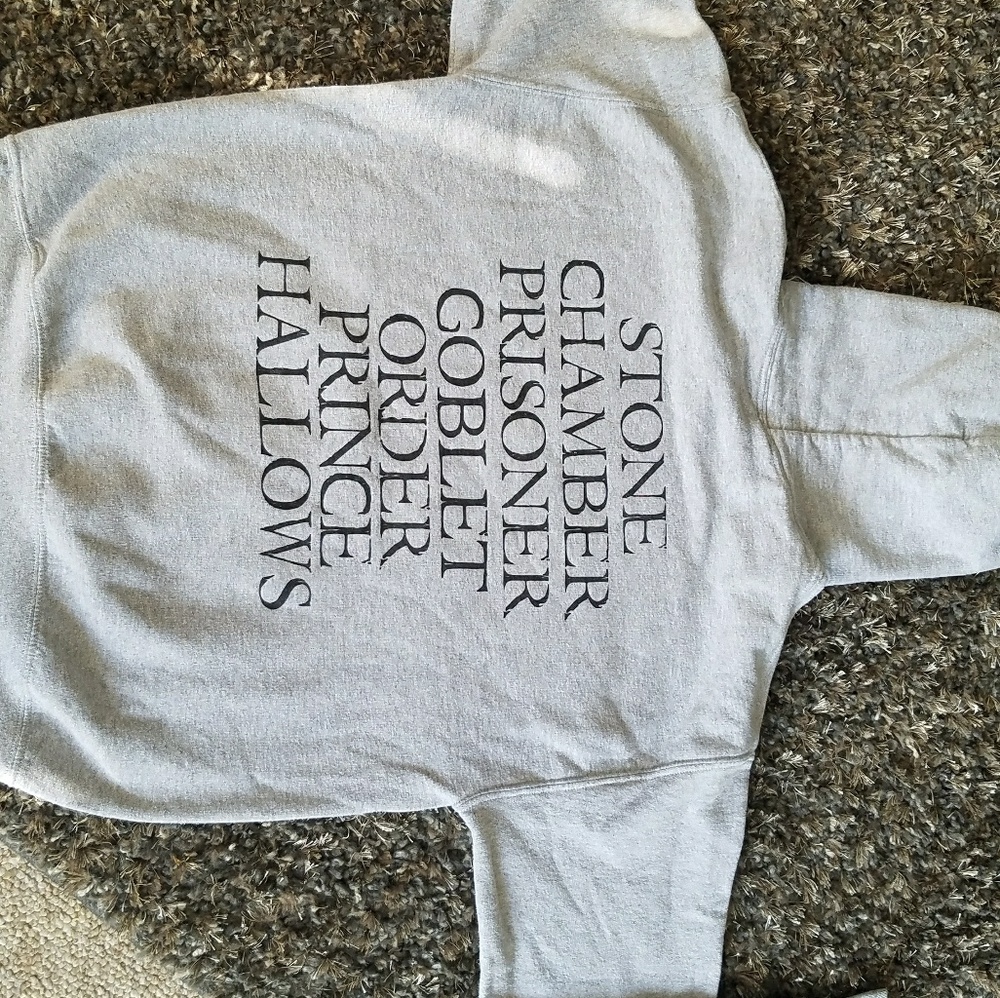 STONE
CHAMBER
PRISONER
GOBLET
ORDER
PRINCE
HALLOWS